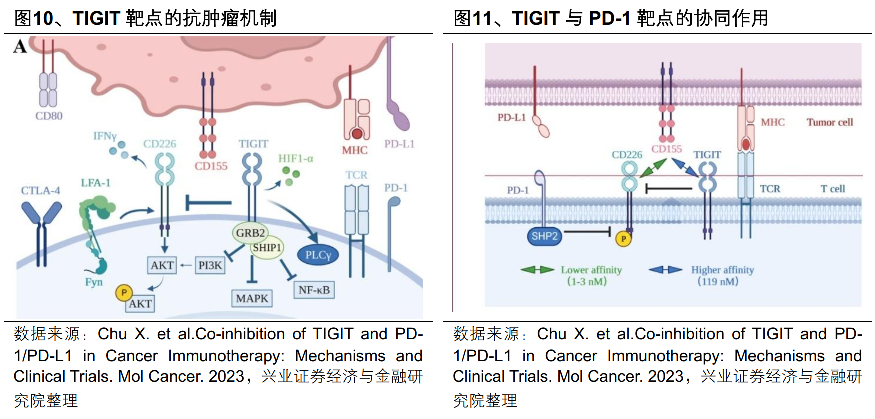 图10、TIGIT 靶点的抗肿瘤机制
A
CD80
IFNγ
CD226
TIGIT
CD155
HIF1-α
MHC
PD-L1
CTLA-4
LFA-1
TCR
PD-1
GRB2
SHIP1
PLCγ
Fyn
AKT
PI3K
P
AKT
MAPK
NF-κB
数据来源：Chu X. et al.Co-inhibition of TIGIT and PD-
1/PD-L1 in Cancer Immunotherapy: Mechanisms and
Clinical Trials. Mol Cancer. 2023，兴业证券经济与金融研
究院整理
图11、TIGIT 与 PD-1 靶点的协同作用
PD-L1
MHC
Tumor cell
CD155
CD226
TIGIT
PD-1
TCR
T cell
SHP2
P
Lower affinity
(1-3 nM)
Higher affinity
(119 nM)
数据来源：Chu X. et al.Co-inhibition of TIGIT and PD-
1/PD-L1 in Cancer Immunotherapy: Mechanisms and
Clinical Trials. Mol Cancer. 2023，兴业证券经济与金融研
究院整理